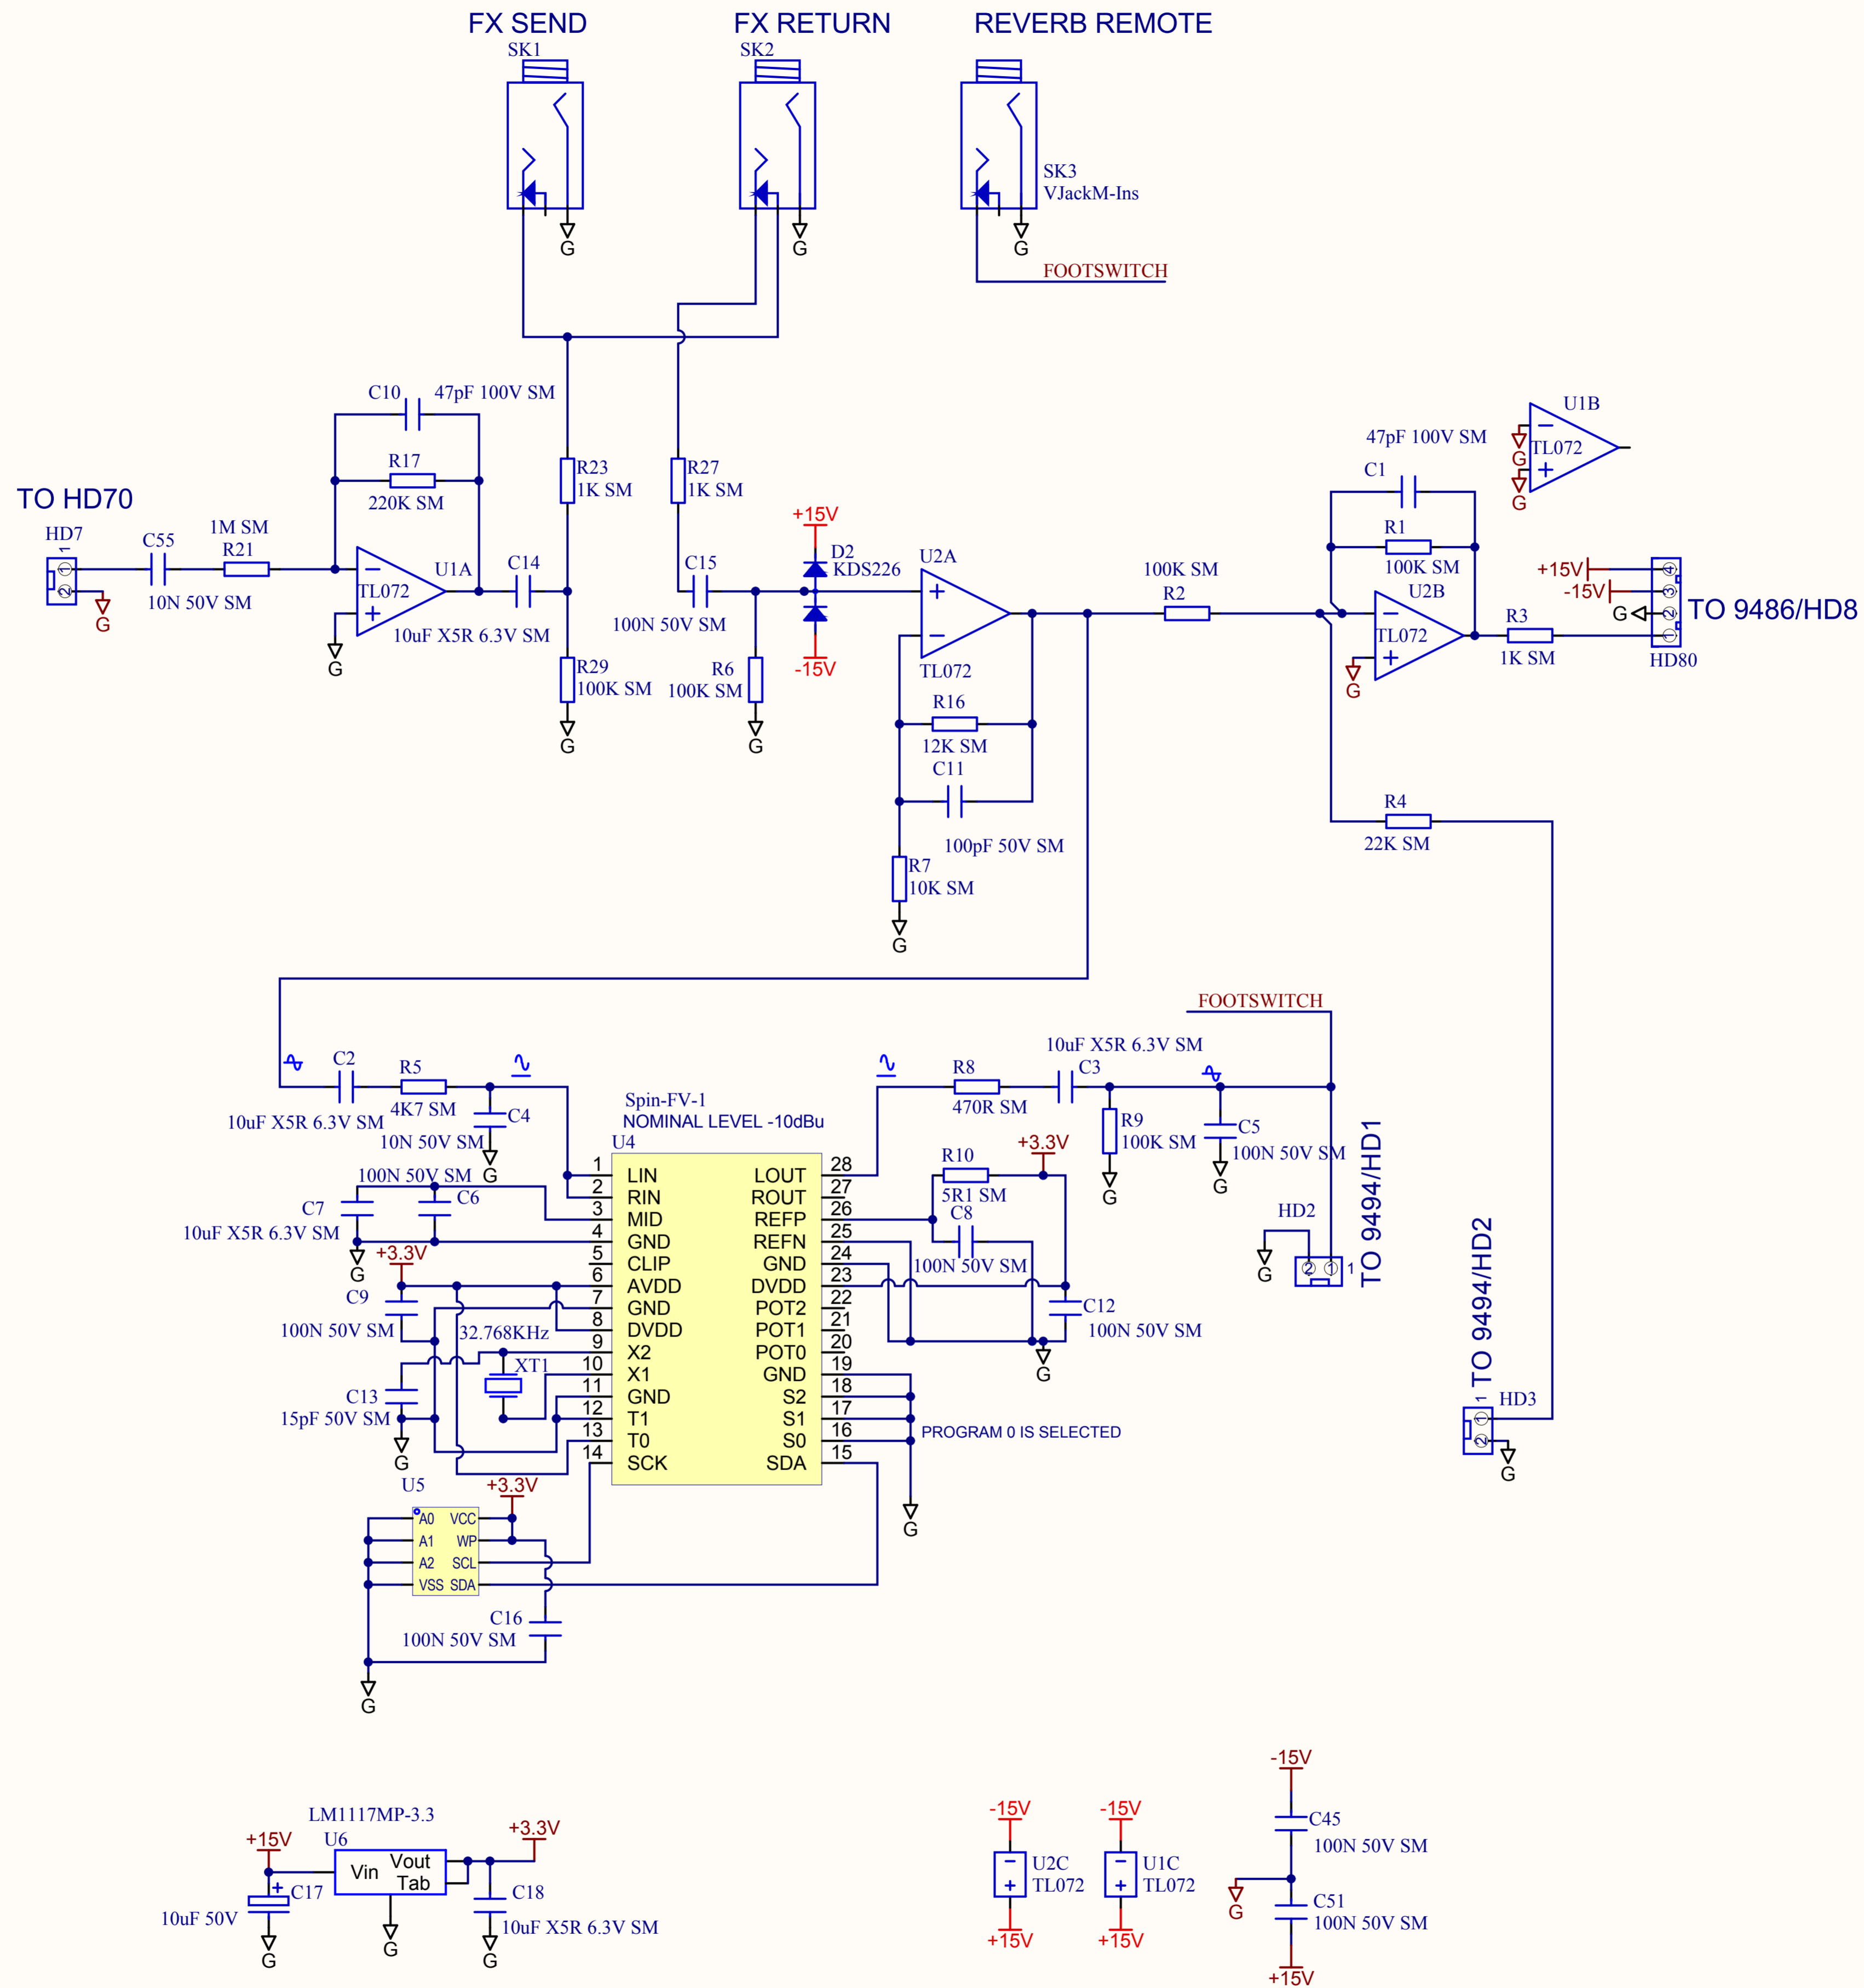 FX SEND
FX RETURN
REVERB REMOTE
SK1
SK2
SK3
VJackM-Ins
G
G
G
FOOTSWITCH
C10
47pF 100V SM
R17
220K SM
TO HD70
HD7
1
1
2
G
C55
10N 50V SM
1M SM
R21
U1A
TL072
G
C14
10uF X5R 6.3V SM
R23
1K SM
R29
100K SM
G
R27
1K SM
C15
100N 50V SM
R6
100K SM
G
+15V
D2
KDS226
-15V
U2A
TL072
R16
12K SM
C11
100pF 50V SM
R7
10K SM
G
100K SM
R2
47pF 100V SM
C1
R1
100K SM
U2B
TL072
G
U1B
TL072
G
G
R3
1K SM
+15V
-15V
G
4
3
2
1
HD80
TO 9486/HD8
R4
22K SM
FOOTSWITCH
C2
10uF X5R 6.3V SM
R5
4K7 SM
C4
10N 50V SM
G
Spin-FV-1
NOMINAL LEVEL -10dBu
U4
1 LIN LOUT 28
2 RIN ROUT 27
3 MID REFP 26
4 GND REFN 25
5 CLIP GND 24
6 AVDD DVDD 23
7 GND POT2 22
8 DVDD POT1 21
9 X2 POT0 20
10 X1 GND 19
11 GND S2 18
12 T1 S1 17
13 T0 S0 16
14 SCK SDA 15
100N 50V SM
C7
C6
10uF X5R 6.3V SM
G
+3.3V
C9
100N 50V SM
32.768KHz
XT1
C13
15pF 50V SM
G
R8
470R SM
10uF X5R 6.3V SM
C3
R9
100K SM
G
C5
100N 50V SM
G
R10
5R1 SM
+3.3V
C8
100N 50V SM
C12
100N 50V SM
G
PROGRAM 0 IS SELECTED
G
HD2
G
2
1
1
TO 9494/HD1
TO 9494/HD2
1
HD3
1
2
G
U5
+3.3V
A0 VCC
A1 WP
A2 SCL
VSS SDA
C16
100N 50V SM
G
LM1117MP-3.3
U6
+15V
Vin
Vout
Tab
+3.3V
+
C17
10uF 50V
G
G
C18
10uF X5R 6.3V SM
G
-15V
U2C
TL072
+15V
-15V
U1C
TL072
+15V
-15V
C45
100N 50V SM
G
C51
100N 50V SM
+15V